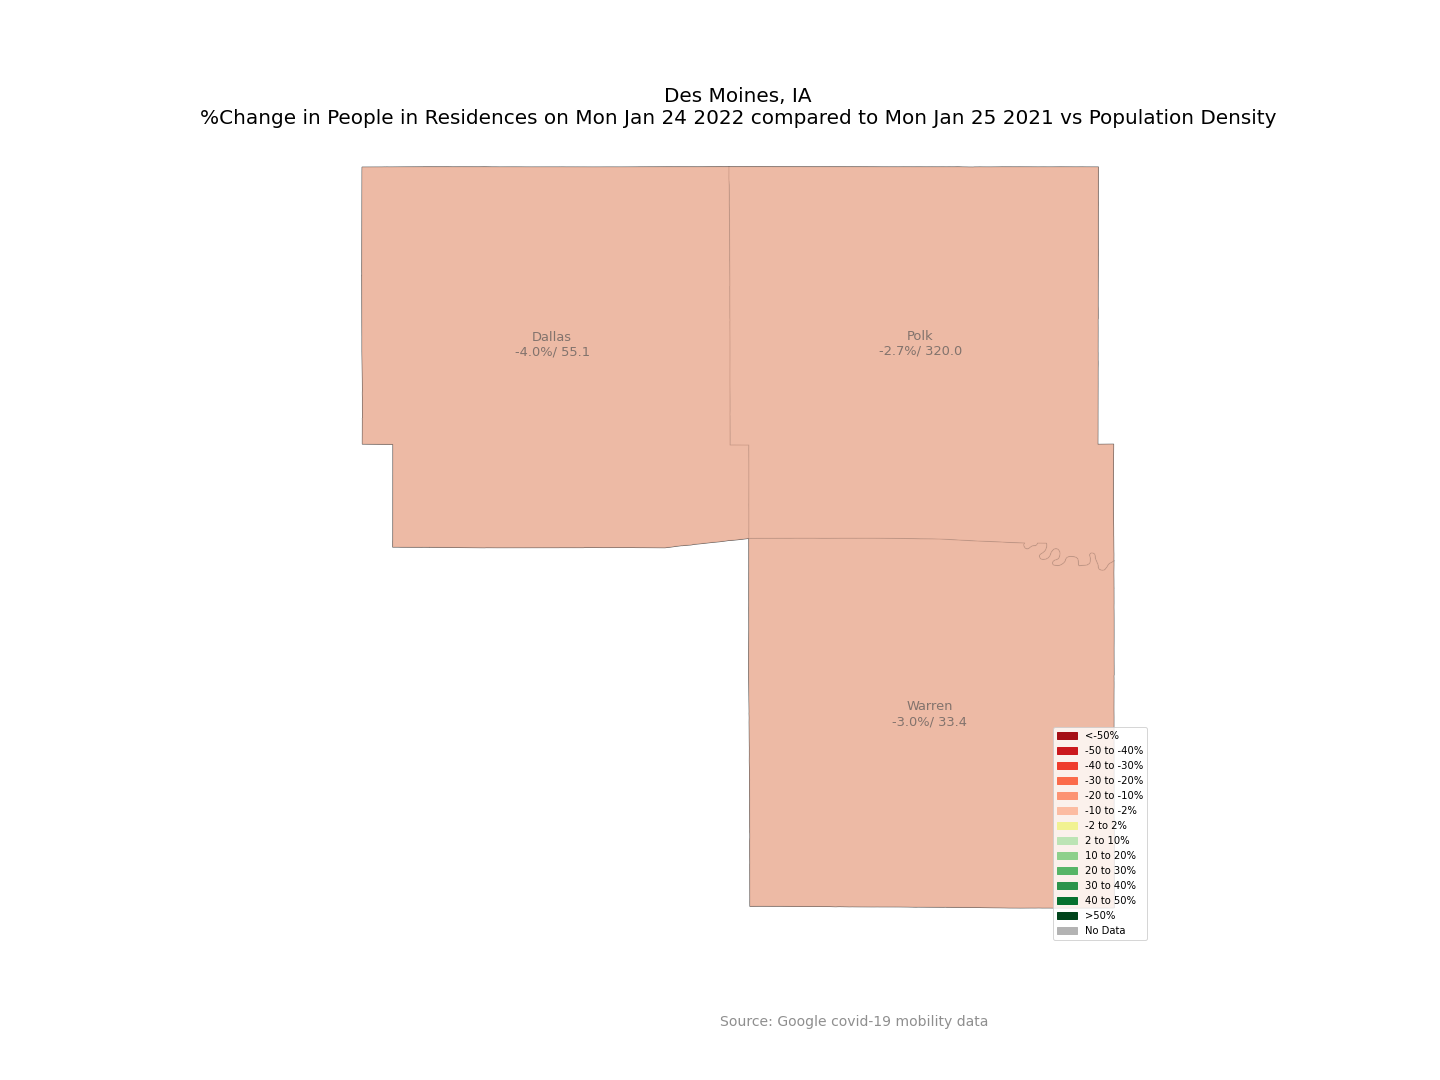 Des Moines, IA
%Change in People in Residences on Mon Jan 24 2022 compared to Mon Jan 25 2021 vs Population Density
Dallas
-4.0%/ 55.1
Polk
-2.7%/ 320.0
Warren
-3.0%/ 33.4
<-50%
-50 to -40%
-40 to -30%
-30 to -20%
-20 to -10%
-10 to -2%
-2 to 2%
2 to 10%
10 to 20%
20 to 30%
30 to 40%
40 to 50%
>50%
No Data
Source: Google covid-19 mobility data